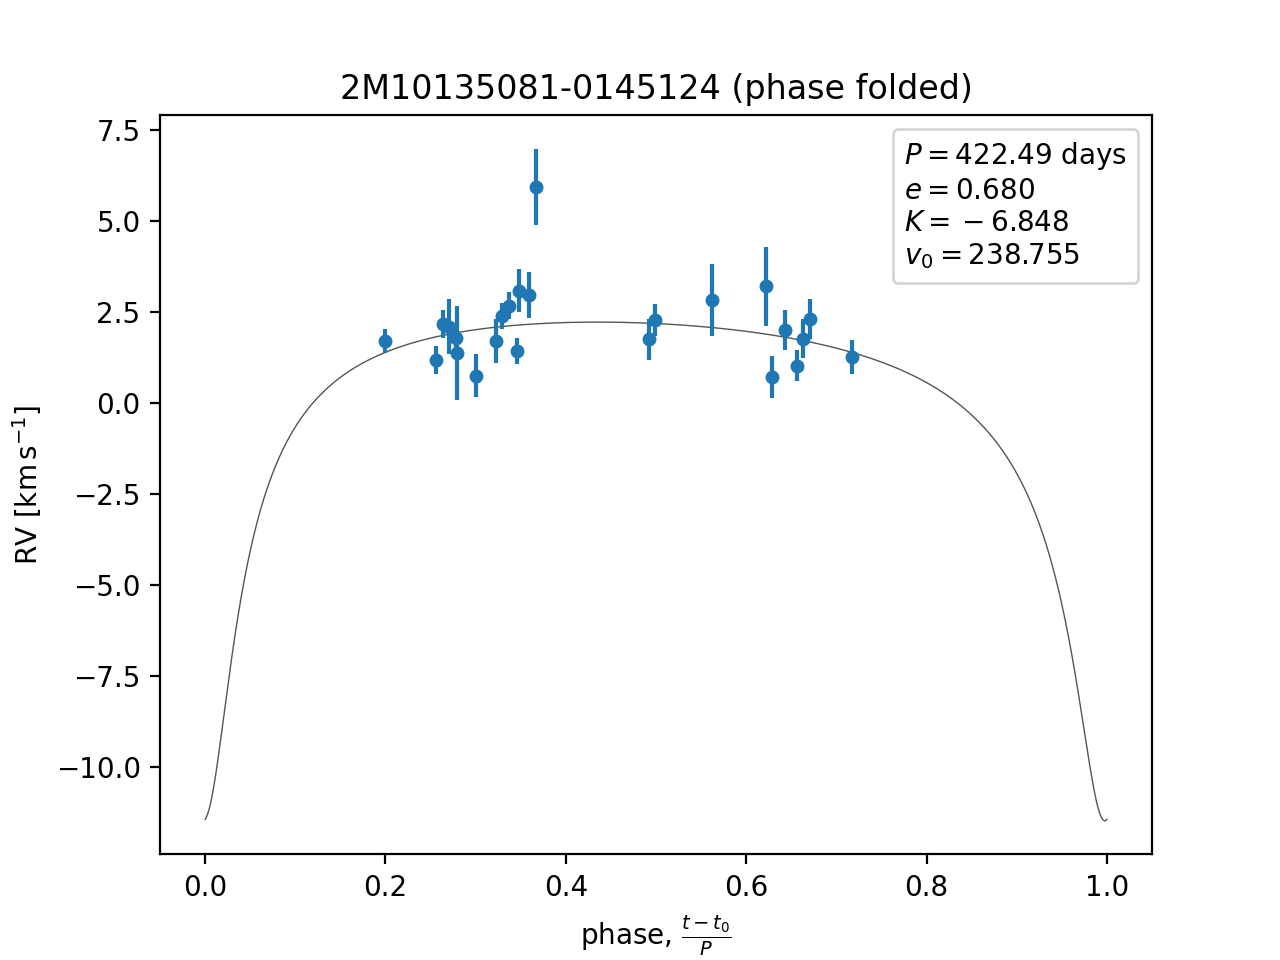 2M10135081-0145124 (phase folded)
P = 422.49 days
e = 0.680
K = −6.848
v₀ = 238.755
7.5
5.0
2.5
0.0
−2.5
−5.0
−7.5
−10.0
RV [km s⁻¹]
0.0 0.2 0.4 0.6 0.8 1.0
phase, (t − t₀)/P